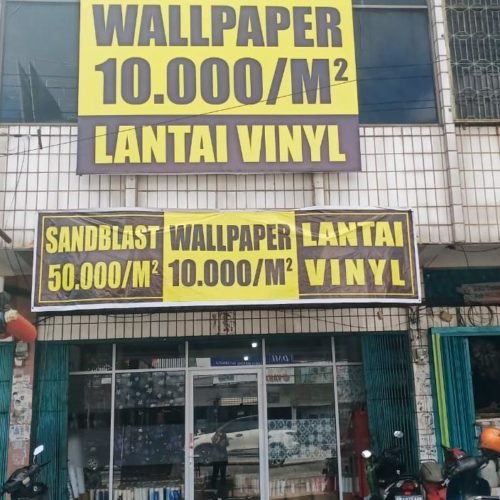 WALLPAPER
10.000/M²
LANTAI VINYL
SANDBLAST
50.000/M²
WALLPAPER
10.000/M²
LANTAI
VINYL